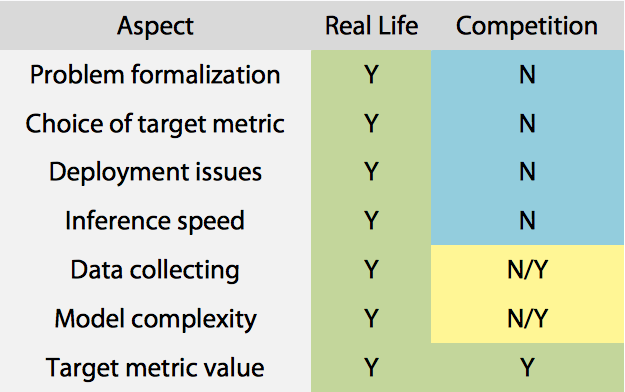 Aspect Real Life Competition
Problem formalization Y N
Choice of target metric Y N
Deployment issues Y N
Inference speed Y N
Data collecting Y N/Y
Model complexity Y N/Y
Target metric value Y Y